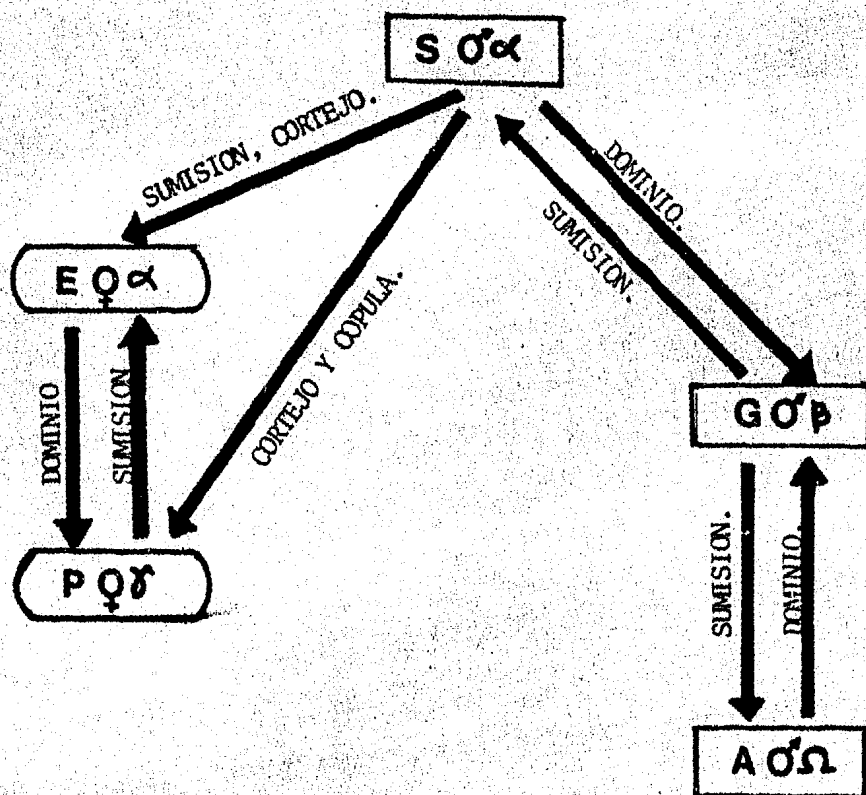 S ♂α
SUMISION, CORTEJO.
DOMINIO.
SUMISION.
E ♀ α
CORTEJO Y COPULA.
DOMINIO
SUMISION
G ♂ β
P ♀ γ
SUMISION.
DOMINIO.
A ♂Ω